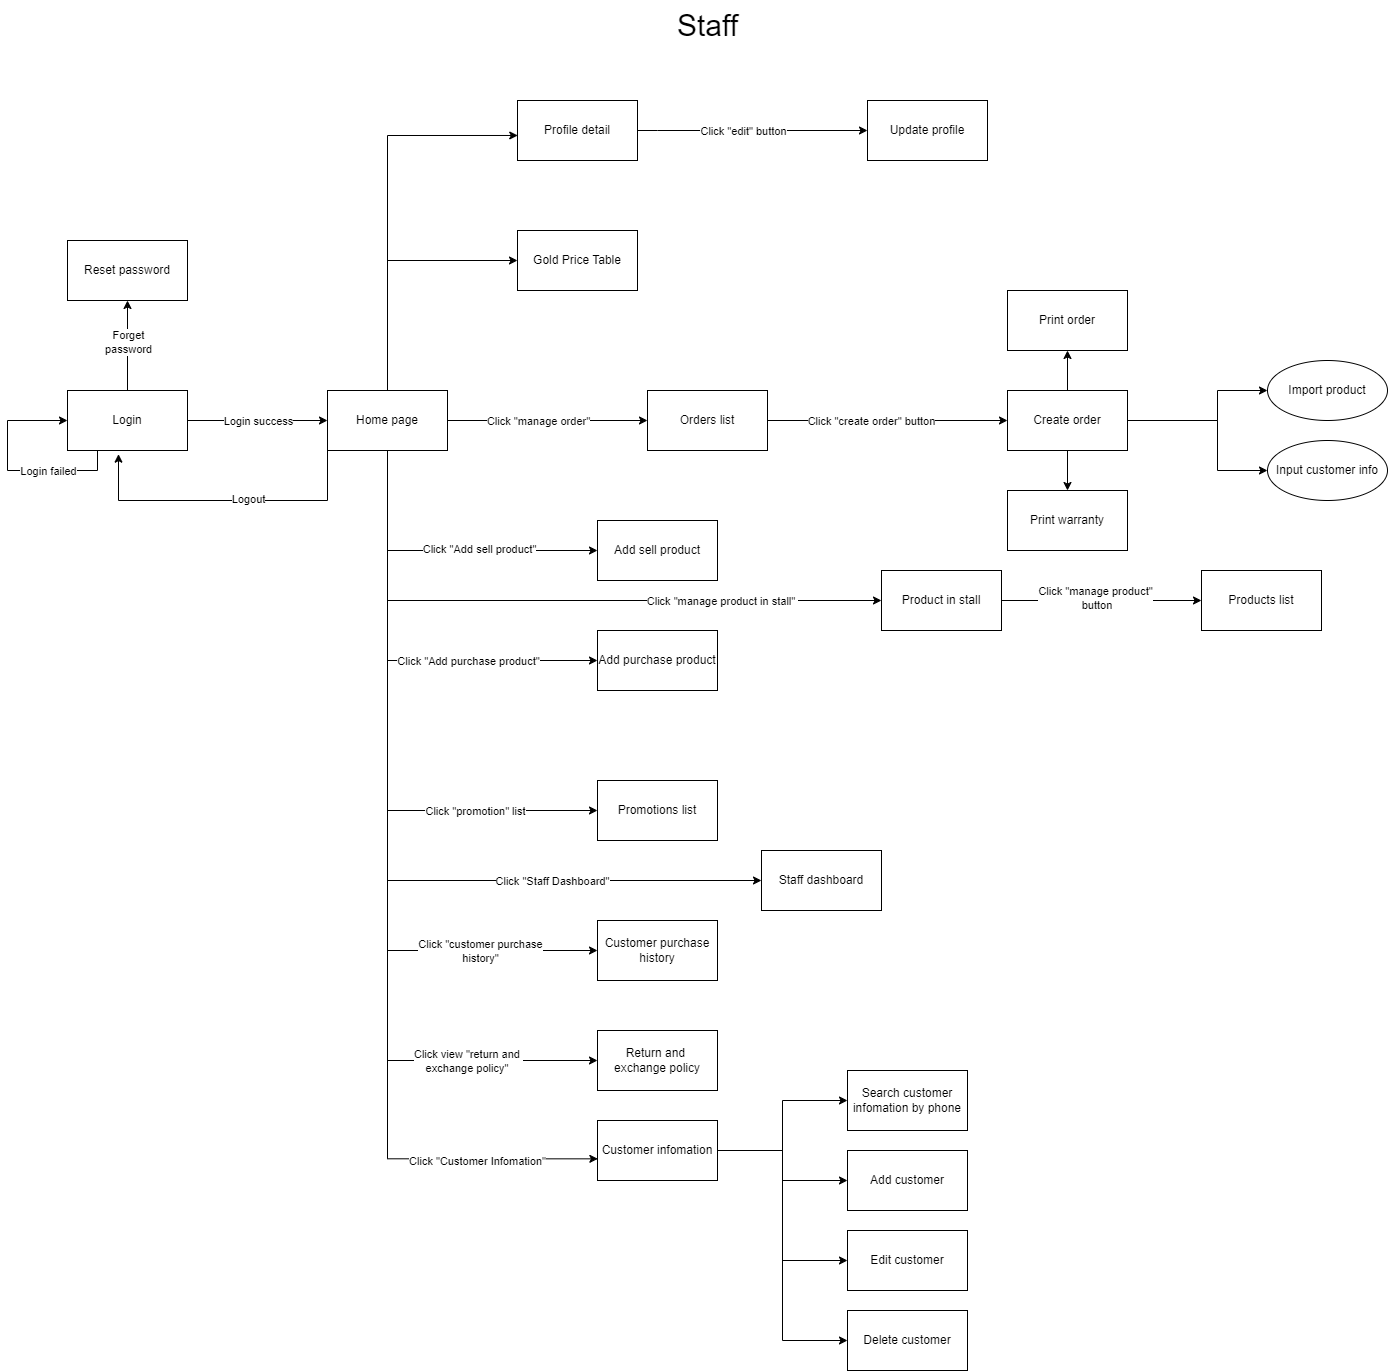 Staff
Profile detail
Click "edit" button
Update profile
Gold Price Table
Reset password
Forget
password
Print order
Login
Login success
Home page
Click "manage order"
Orders list
Click "create order" button
Create order
Import product
Input customer info
Login failed
Logout
Print warranty
Click "Add sell product"
Add sell product
Click "manage product in stall"
Product in stall
Click "manage product"
button
Products list
Click "Add purchase product"
Add purchase product
Click "promotion" list
Promotions list
Click "Staff Dashboard"
Staff dashboard
Click "customer purchase
history"
Customer purchase
history
Click view "return and
exchange policy"
Return and
exchange policy
Click "Customer Infomation"
Customer infomation
Search customer
infomation by phone
Add customer
Edit customer
Delete customer